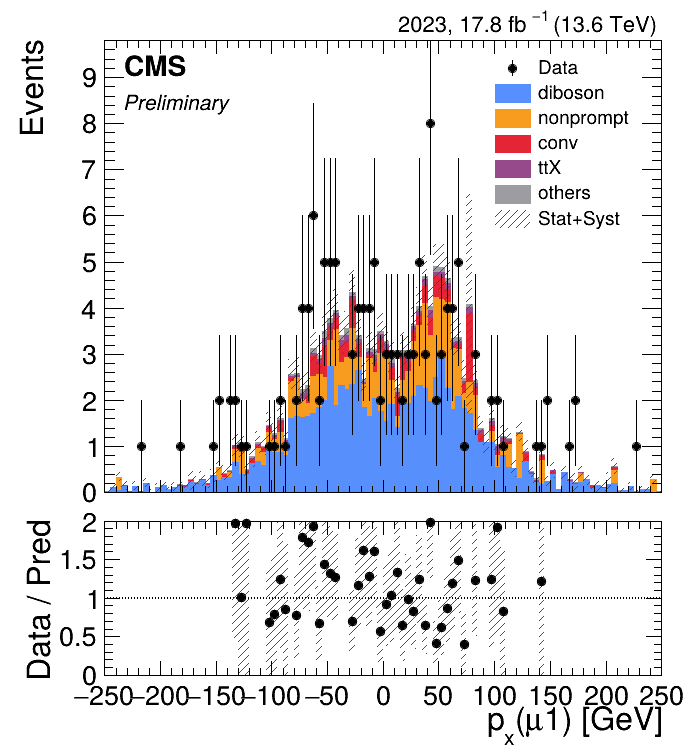 2023, 17.8 fb⁻¹ (13.6 TeV)
CMS
Preliminary
Data
diboson
nonprompt
conv
ttX
others
Stat+Syst
Events
9
8
7
6
5
4
3
2
1
0
Data / Pred
2
1.5
1
0.5
0
−250 −200 −150 −100 −50 0 50 100 150 200 250
pₓ(μ1) [GeV]